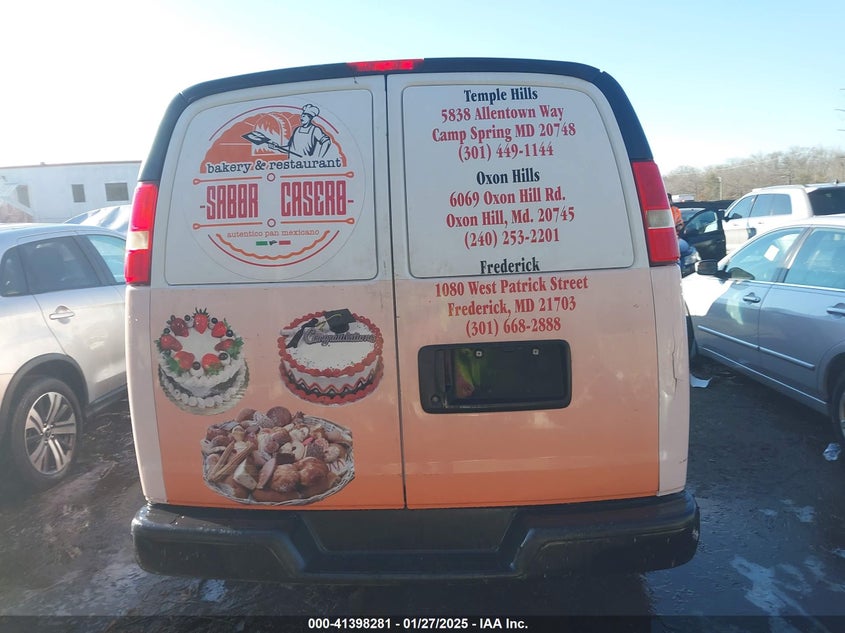 bakery & restaurant
SABOR CASERO
autentico pan mexicano
Temple Hills
5838 Allentown Way
Camp Spring MD 20748
(301) 449-1144
Oxon Hills
6069 Oxon Hill Rd.
Oxon Hill, Md. 20745
(240) 253-2201
Frederick
1080 West Patrick Street
Frederick, MD 21703
(301) 668-2888
Congratulations
000-41398281 / 01/27/2025 - I.A.A. Inc.